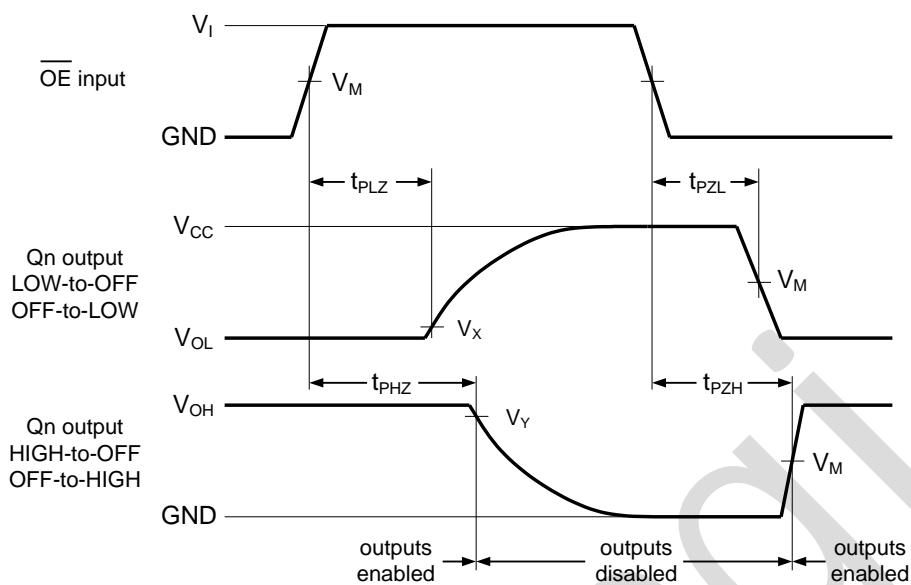 V_I
OE input
V_M
GND
t_PLZ
t_PZL
V_CC
Qn output
LOW-to-OFF
OFF-to-LOW
V_M
V_X
V_OL
t_PHZ
t_PZH
V_OH
V_Y
Qn output
HIGH-to-OFF
OFF-to-HIGH
V_M
GND
outputs
enabled
outputs
disabled
outputs
enabled